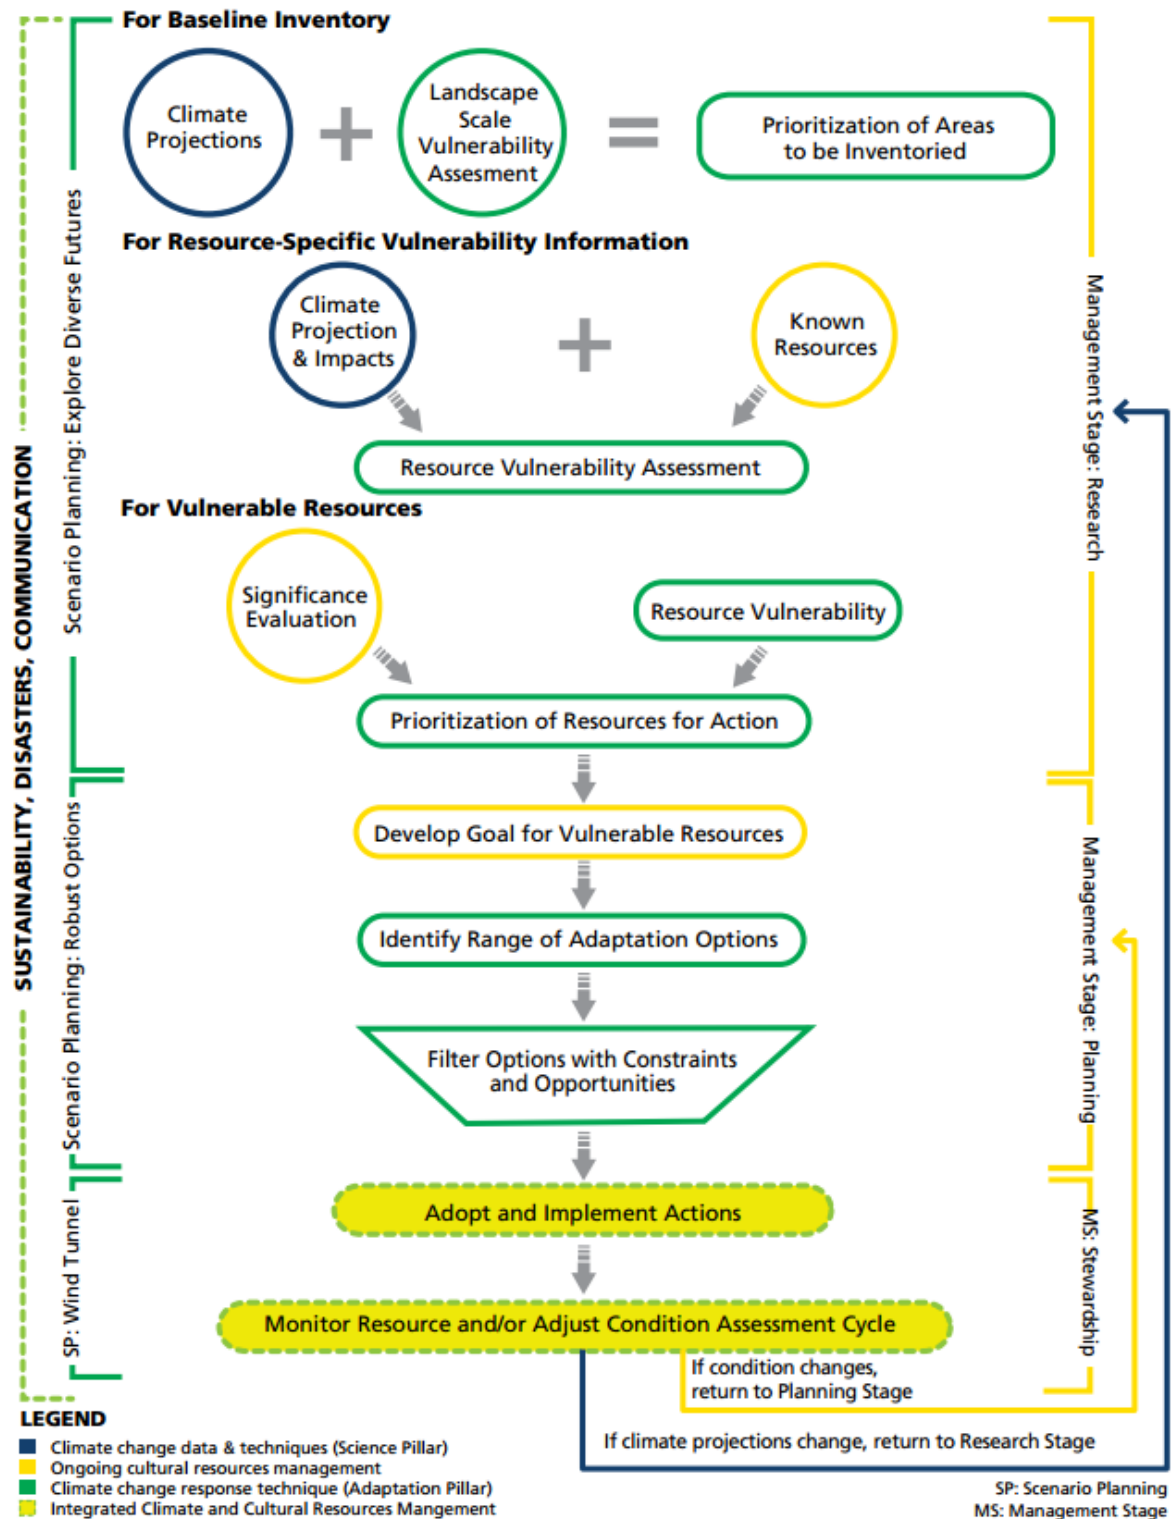 For Baseline Inventory
Climate
Projections
+
Landscape
Scale
Vulnerability
Assesment
=
Prioritization of Areas
to be Inventoried
For Resource-Specific Vulnerability Information
Climate
Projection
& Impacts
+
Known
Resources
Resource Vulnerability Assessment
For Vulnerable Resources
Significance
Evaluation
Resource Vulnerability
Prioritization of Resources for Action
Develop Goal for Vulnerable Resources
Identify Range of Adaptation Options
Filter Options with Constraints
and Opportunities
Adopt and Implement Actions
Monitor Resource and/or Adjust Condition Assessment Cycle
If condition changes,
return to Planning Stage
If climate projections change, return to Research Stage
SUSTAINABILITY, DISASTERS, COMMUNICATION
Scenario Planning: Explore Diverse Futures
Scenario Planning: Robust Options
SP: Wind Tunnel
Management Stage: Research
Management Stage: Planning
MS: Stewardship
LEGEND
Climate change data & techniques (Science Pillar)
Ongoing cultural resources management
Climate change response technique (Adaptation Pillar)
Integrated Climate and Cultural Resources Mangement
SP: Scenario Planning
MS: Management Stage